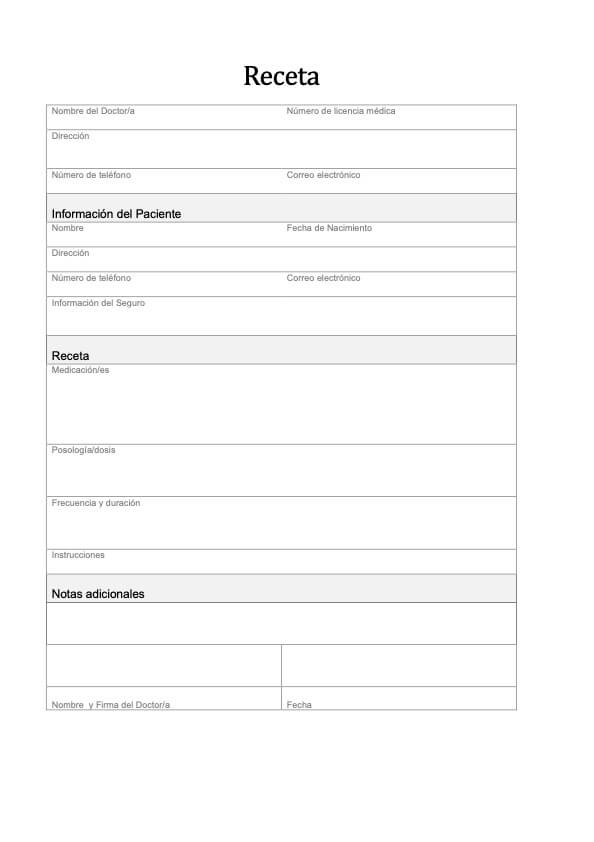 Receta
Nombre del Doctor/a Número de licencia médica
Dirección
Número de teléfono Correo electrónico
Información del Paciente
Nombre Fecha de Nacimiento
Dirección
Número de teléfono Correo electrónico
Información del Seguro
Receta
Medicación/es
Posología/dosis
Frecuencia y duración
Instrucciones
Notas adicionales
Nombre y Firma del Doctor/a Fecha